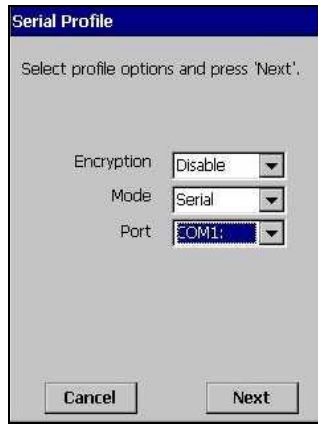 Serial Profile
Select profile options and press 'Next'.
Encryption Disable
Mode Serial
Port COM1:
Cancel Next